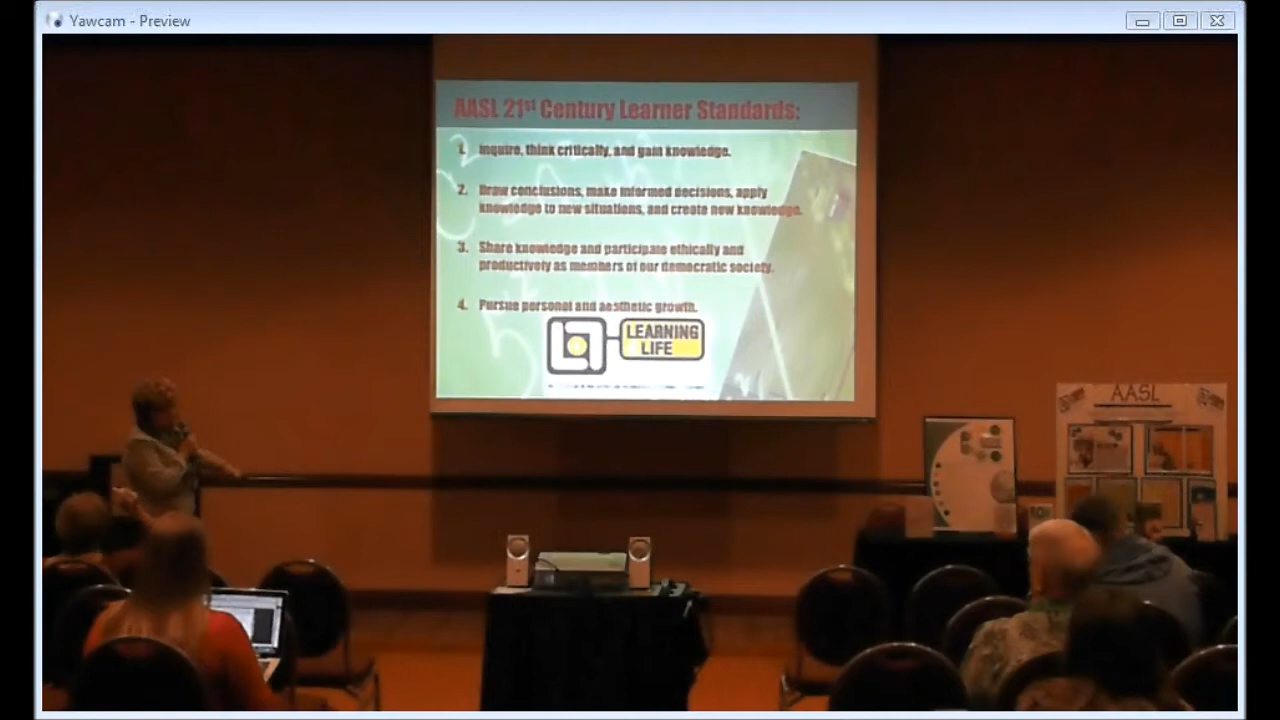 Yawcam - Preview
AASL 21st Century Learner Standards:
1. Inquire, think critically, and gain knowledge.
2. Draw conclusions, make informed decisions, apply
knowledge to new situations, and create new knowledge.
3. Share knowledge and participate ethically and
productively as members of our democratic society.
4. Pursue personal and aesthetic growth.
LEARNING
LIFE
AASL